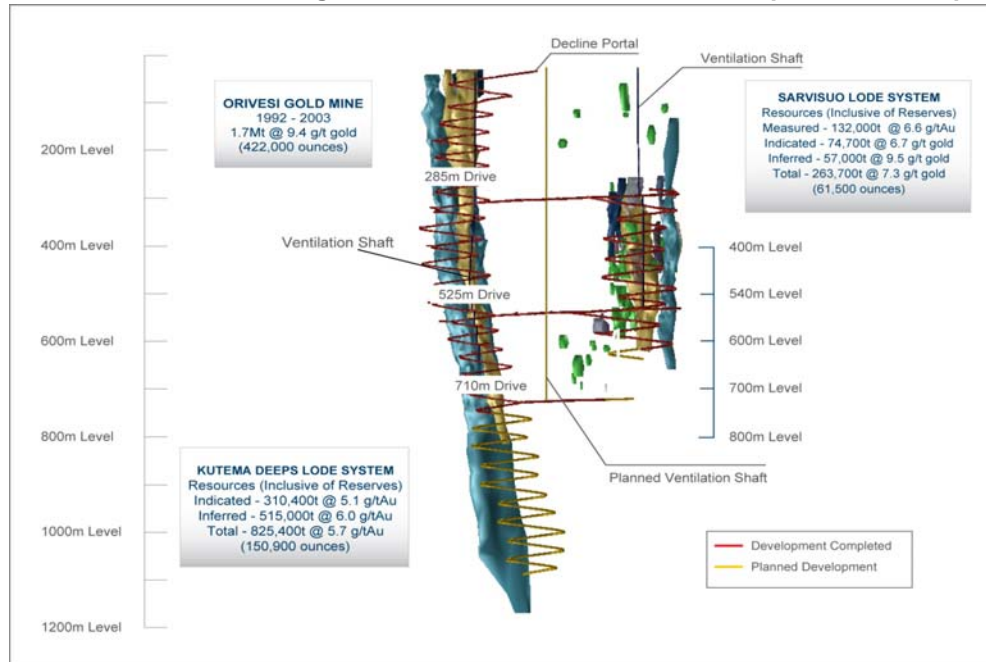 Decline Portal
Ventilation Shaft
ORIVESI GOLD MINE
1992 - 2003
1.7Mt @ 9.4 g/t gold
(422,000 ounces)
SARVISUO LODE SYSTEM
Resources (Inclusive of Reserves)
Measured - 132,000t @ 6.6 g/tAu
Indicated - 74,700t @ 6.7 g/t gold
Inferred - 57,000t @ 9.5 g/t gold
Total - 263,700t @ 7.3 g/t gold
(61,500 ounces)
200m Level
285m Drive
Ventilation Shaft
400m Level
400m Level
525m Drive
540m Level
600m Level
600m Level
710m Drive
700m Level
800m Level
800m Level
Planned Ventilation Shaft
KUTEMA DEEPS LODE SYSTEM
Resources (Inclusive of Reserves)
Indicated - 310,400t @ 5.1 g/tAu
Inferred - 515,000t @ 6.0 g/tAu
Total - 825,400t @ 5.7 g/tAu
(150,900 ounces)
1000m Level
Development Completed
Planned Development
1200m Level